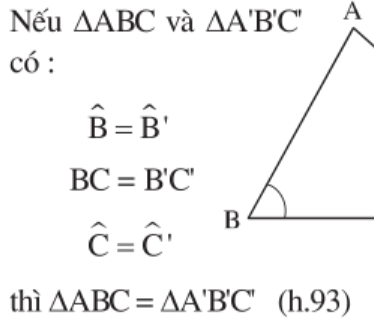 Nếu ΔABC và ΔA'B'C'
có :
B̂ = B̂'
BC = B'C'
Ĉ = Ĉ'
thì ΔABC = ΔA'B'C' (h.93)
A
B